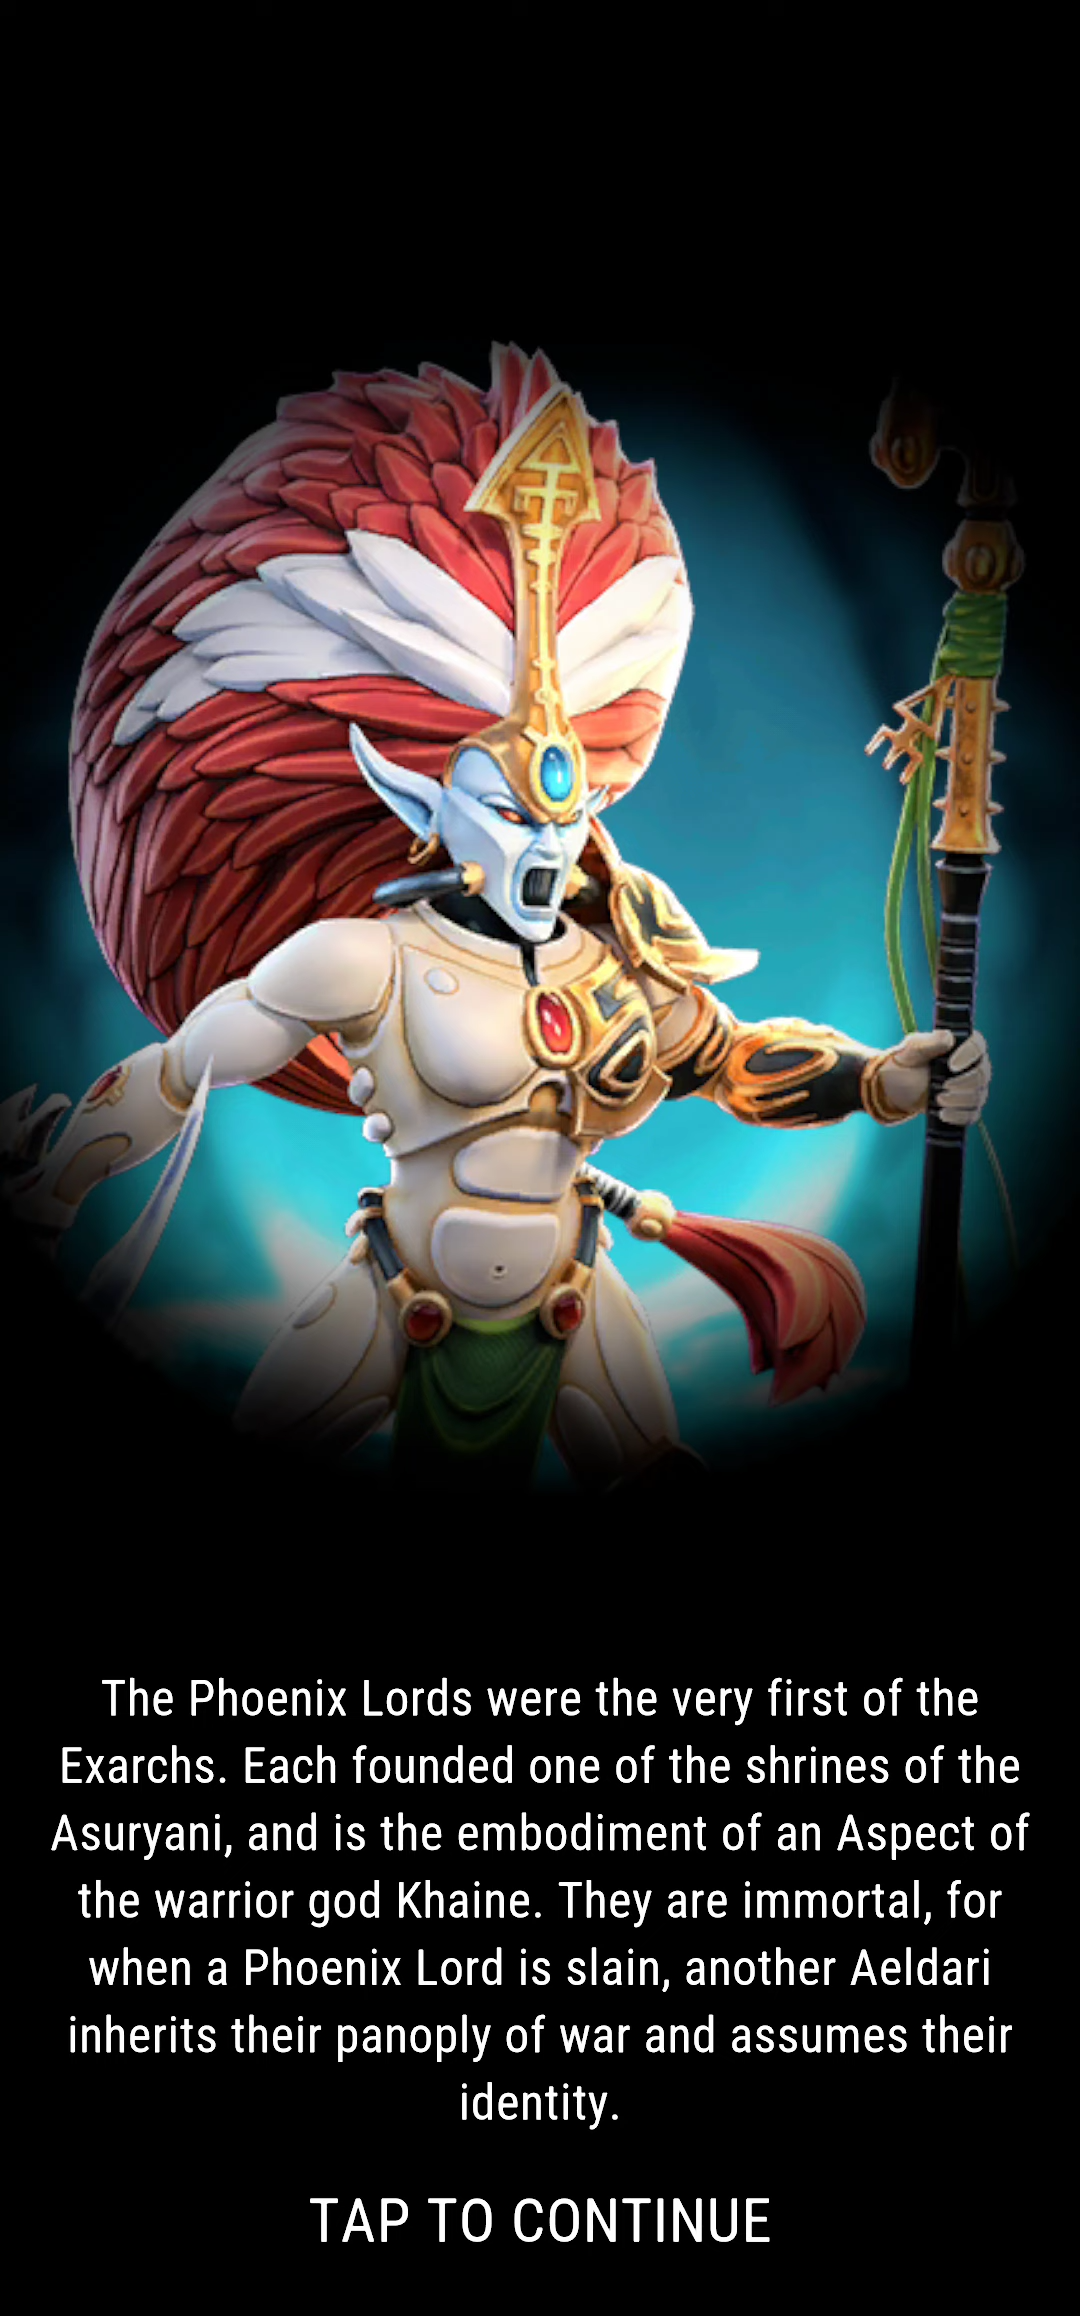 The Phoenix Lords were the very first of the
Exarchs. Each founded one of the shrines of the
Asuryani, and is the embodiment of an Aspect of
the warrior god Khaine. They are immortal, for
when a Phoenix Lord is slain, another Aeldari
inherits their panoply of war and assumes their
identity.
TAP TO CONTINUE